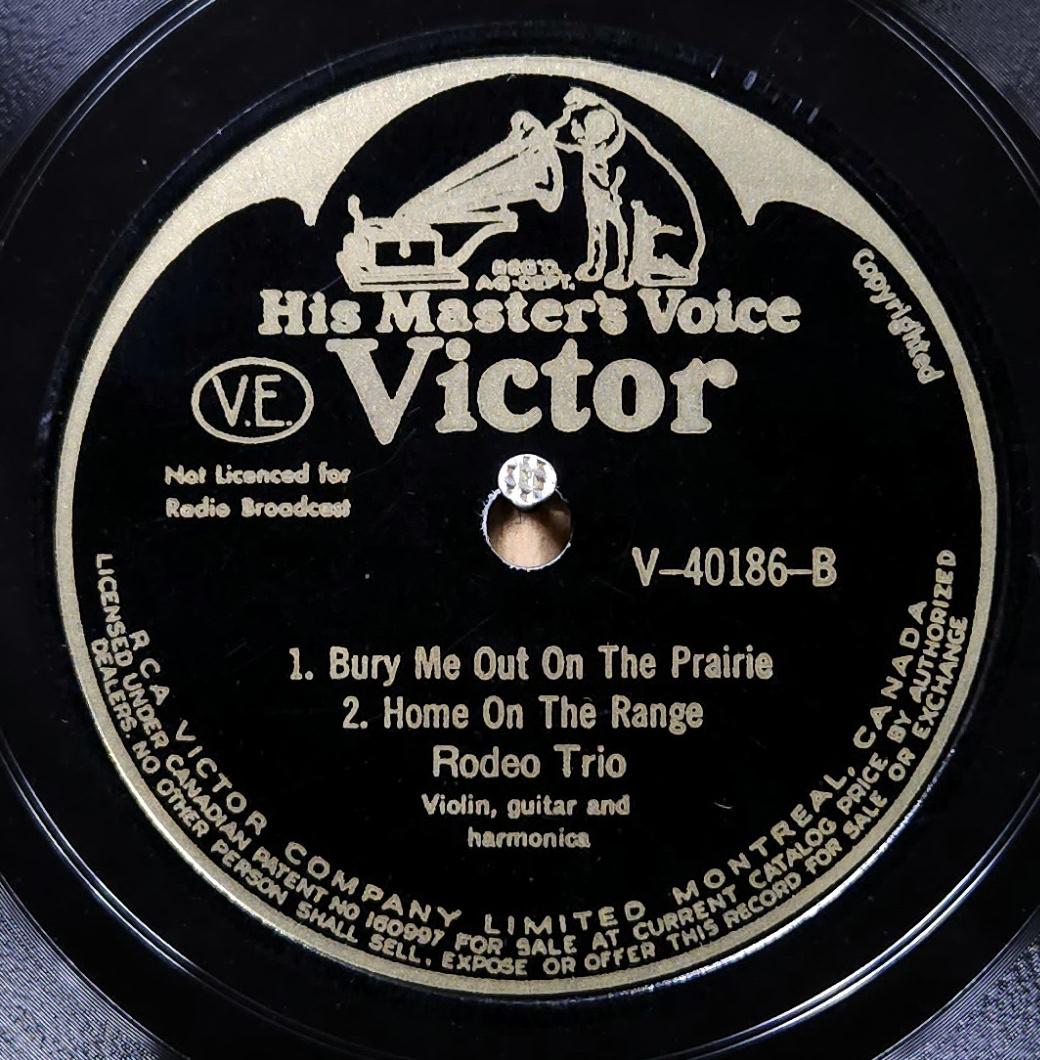 REG'D.
AS DEPT.
His Master's Voice
Copyrighted
Victor
V.E.
Not Licenced for
Radio Broadcast
V-40186-B
1. Bury Me Out On The Prairie
2. Home On The Range
Rodeo Trio
Violin, guitar and
harmonica
RCA VICTOR COMPANY LIMITED MONTREAL, CANADA
LICENSED UNDER CANADIAN PATENT NO 160997 FOR SALE AT CURRENT CATALOG PRICE BY AUTHORIZED
DEALERS. NO OTHER PERSON SHALL SELL, EXPOSE OR OFFER THIS RECORD FOR SALE OR EXCHANGE